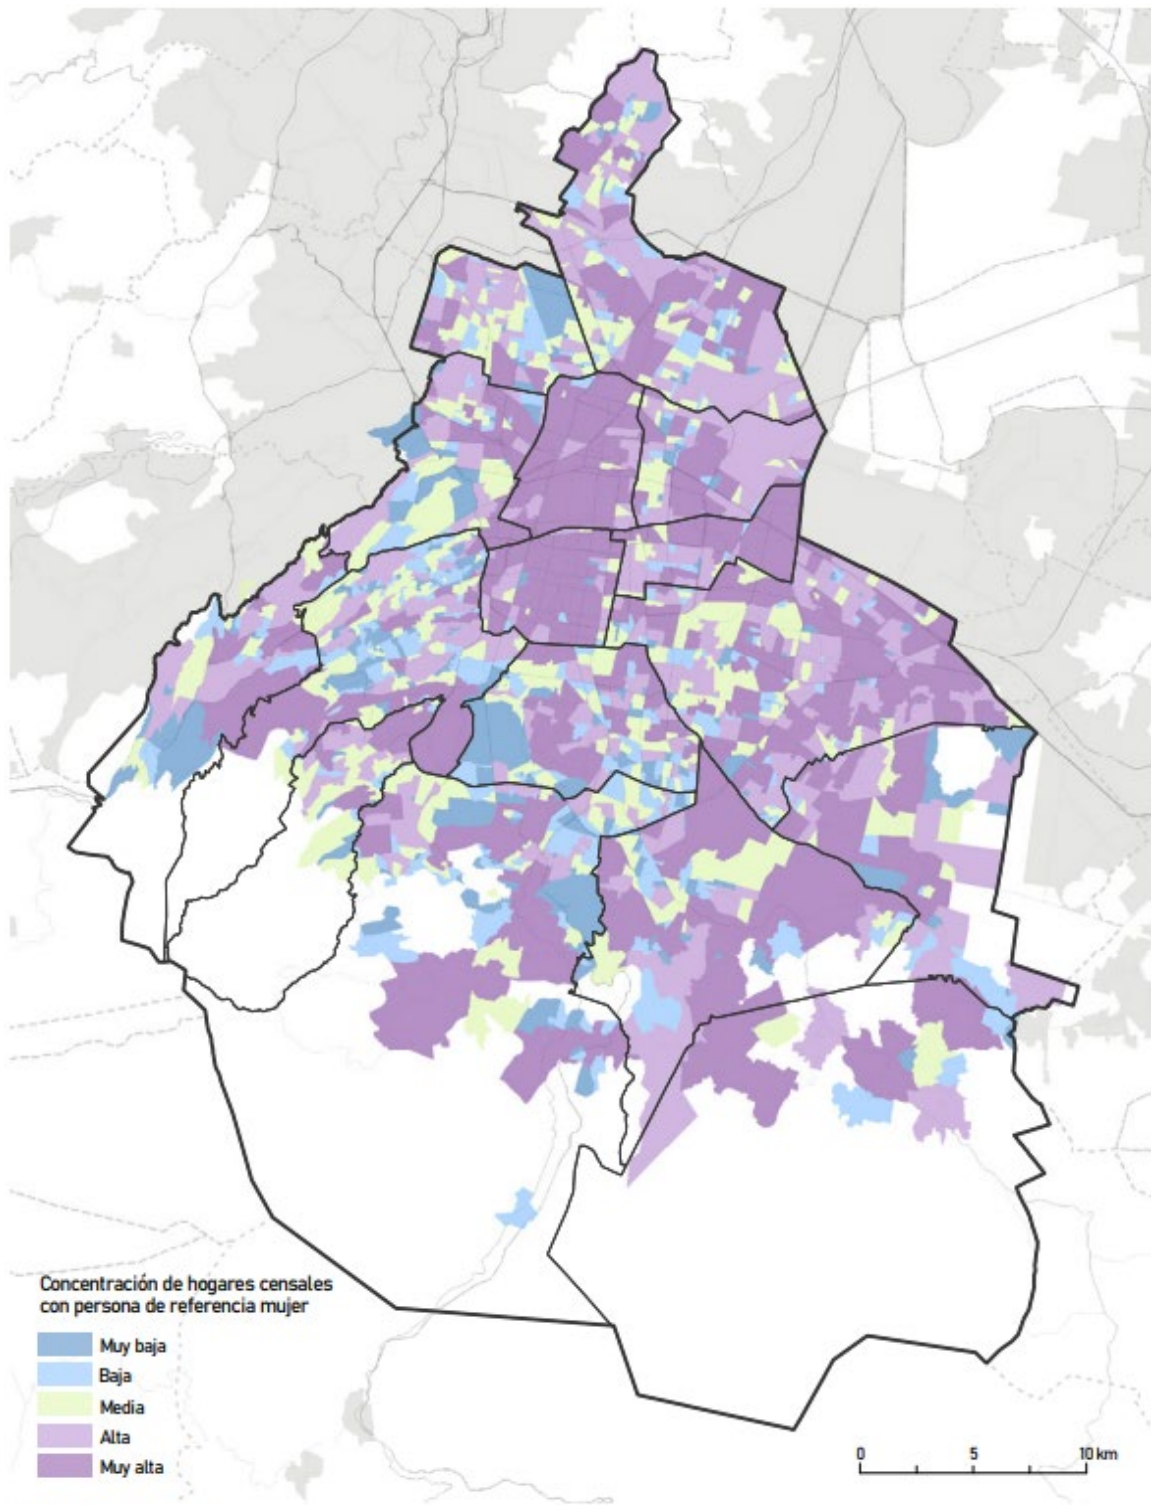 Concentración de hogares censales
con persona de referencia mujer
Muy baja
Baja
Media
Alta
Muy alta
0 5 10 km